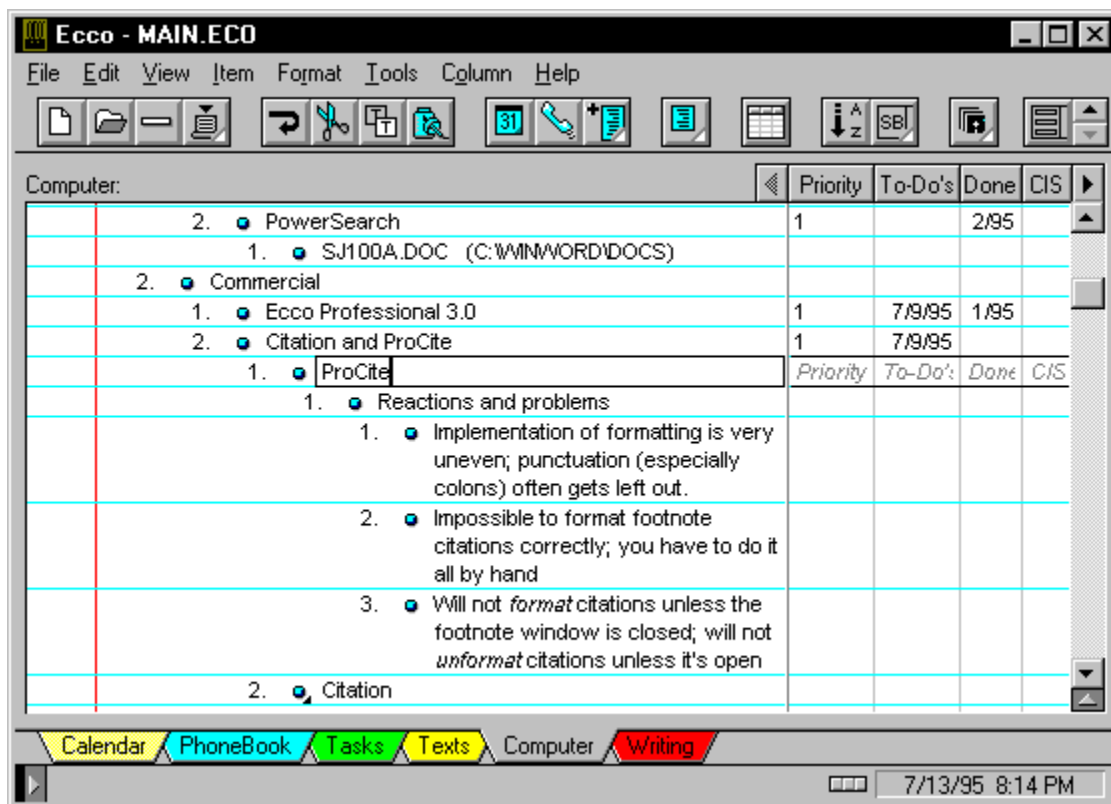 Ecco - MAIN.ECO
File Edit View Item Format Tools Column Help
31 A Z SBL
Computer: Priority To-Do's Done CIS
2. PowerSearch 1 2/95
1. SJ100A.DOC (C:\WINWORD\DOCS)
2. Commercial
1. Ecco Professional 3.0 1 7/9/95 1/95
2. Citation and ProCite 1 7/9/95
1. ProCite Priority To-Do's Done CIS
1. Reactions and problems
1. Implementation of formatting is very
uneven; punctuation (especially
colons) often gets left out.
2. Impossible to format footnote
citations correctly; you have to do it
all by hand
3. Will not format citations unless the
footnote window is closed; will not
unformat citations unless it's open
2. Citation
Calendar PhoneBook Tasks Texts Computer Writing
7/13/95 8:14 PM